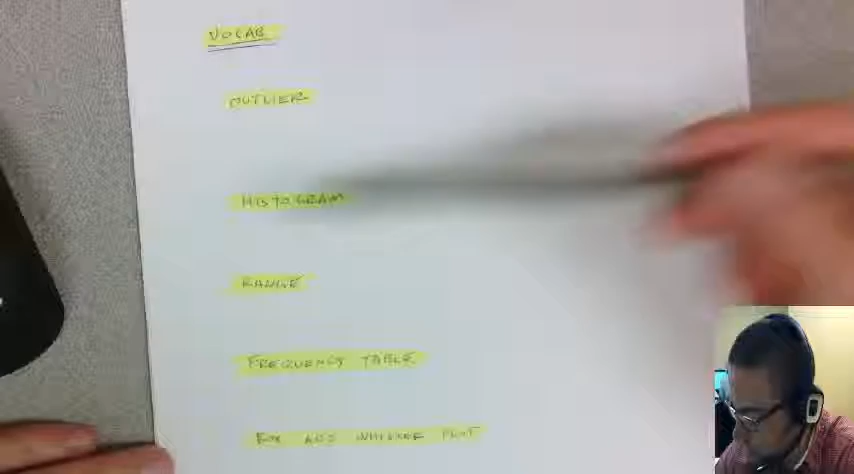 VOCAB
OUTLIER
HISTOGRAM
RANGE
FREQUENCY TABLE
BOX AND WHISKER PLOT